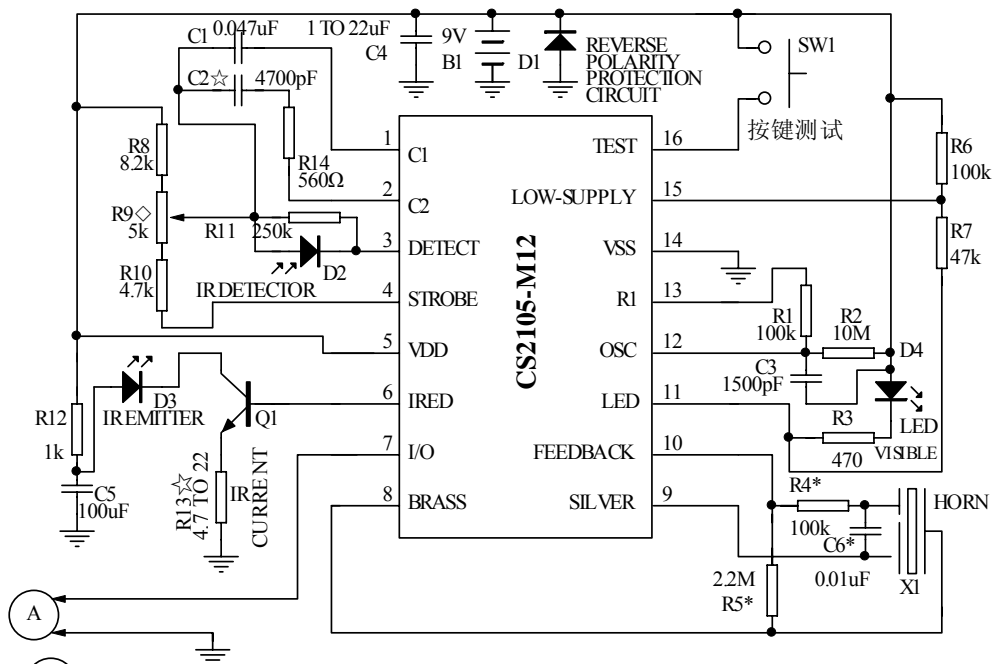 0.047uF
C1
1 TO 22uF
C4
9V
B1
D1
REVERSE
POLARITY
PROTECTION
CIRCUIT
SW1
按键测试
C2☆
4700pF
R14
560Ω
R8
8.2k
R9◇
5k
R10
4.7k
R11
250k
D2
IR DETECTOR
1
2
3
4
5
6
7
8
C1
C2
DETECT
STROBE
VDD
IRED
I/O
BRASS
CS2105-M12
TEST
LOW-SUPPLY
VSS
R1
OSC
LED
FEEDBACK
SILVER
16
15
14
13
12
11
10
9
R6
100k
R7
47k
R1
100k
R2
10M
C3
1500pF
D4
LED
VISIBLE
R3
470
R12
1k
D3
IR EMITTER
Q1
C5
100uF
R13☆
4.7 TO 22
IR
CURRENT
R4*
100k
C6*
0.01uF
HORN
X1
2.2M
R5*
A